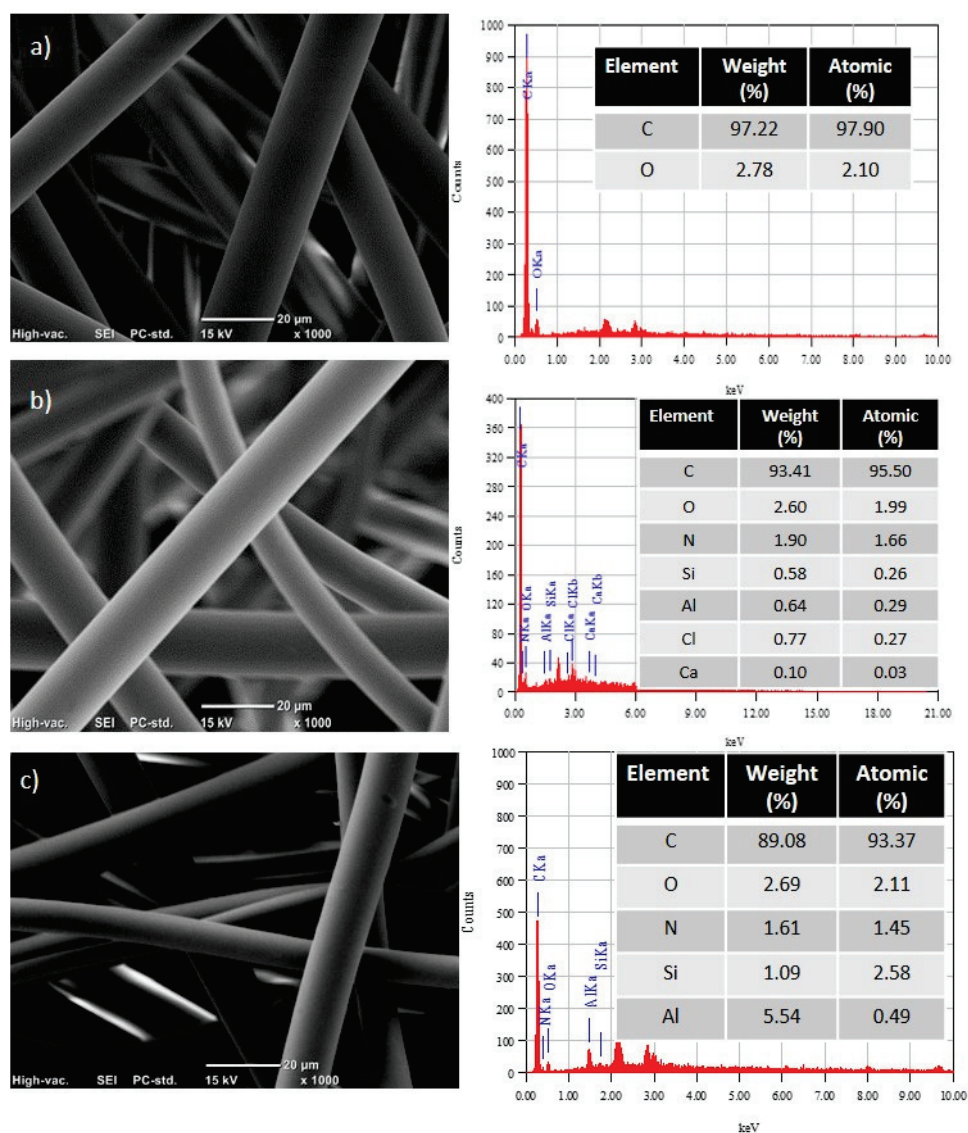 a)
20 µm
High-vac. SEI PC-std. 15 kV x 1000
1000
900
800
700
600
500
400
300
200
100
0
Counts
CKa
OKa
0.00 1.00 2.00 3.00 4.00 5.00 6.00 7.00 8.00 9.00 10.00
keV
Element Weight (%) Atomic (%)
C 97.22 97.90
O 2.78 2.10
b)
20 µm
High-vac. SEI PC-std. 15 kV x 1000
400
360
320
280
240
200
160
120
80
40
0
Counts
CKa
NKa OKa
AlKa SiKa
ClKa ClKb
CaKa CaKb
0.00 3.00 6.00 9.00 12.00 15.00 18.00 21.00
keV
Element Weight (%) Atomic (%)
C 93.41 95.50
O 2.60 1.99
N 1.90 1.66
Si 0.58 0.26
Al 0.64 0.29
Cl 0.77 0.27
Ca 0.10 0.03
c)
20 µm
High-vac. SEI PC-std. 15 kV x 1000
1000
900
800
700
600
500
400
300
200
100
0
Counts
CKa
NKa OKa
AlKa SiKa
0.00 1.00 2.00 3.00 4.00 5.00 6.00 7.00 8.00 9.00 10.00
keV
Element Weight (%) Atomic (%)
C 89.08 93.37
O 2.69 2.11
N 1.61 1.45
Si 1.09 2.58
Al 5.54 0.49